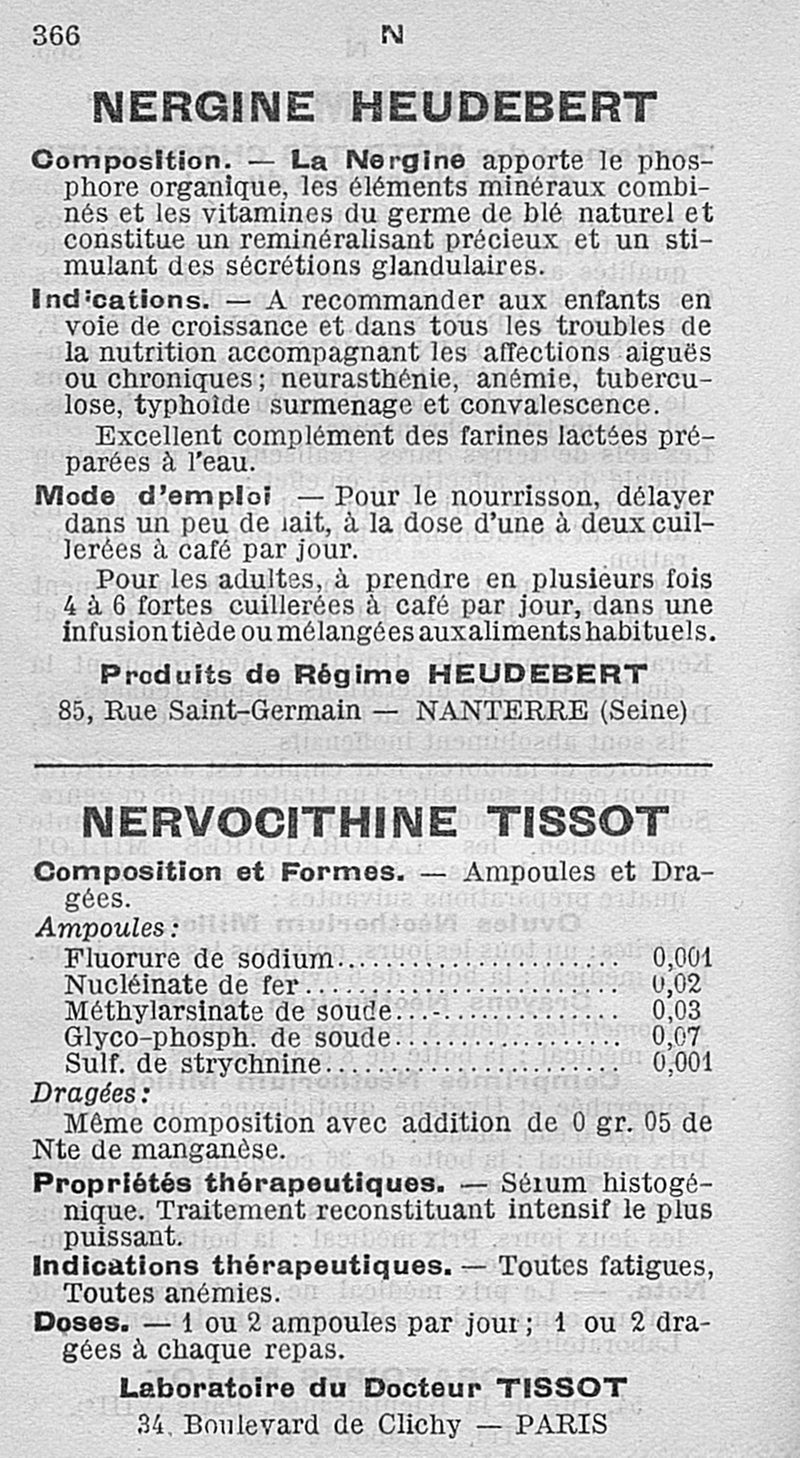 366 N
NERGINE HEUDEBERT
Composition. — La Nergine apporte le phos-
phore organique, les éléments minéraux combi-
nés et les vitamines du germe de blé naturel et
constitue un reminéralisant précieux et un sti-
mulant des sécrétions glandulaires.
Indications. — A recommander aux enfants en
voie de croissance et dans tous les troubles de
la nutrition accompagnant les affections aiguës
ou chroniques; neurasthénie, anémie, tubercu-
lose, typhoïde surmenage et convalescence.
Excellent complément des farines lactées pré-
parées à l'eau.
Mode d'emploi — Pour le nourrisson, délayer
dans un peu de lait, à la dose d'une à deux cuil-
lerées à café par jour.
Pour les adultes, à prendre en plusieurs fois
4 à 6 fortes cuillerées à café par jour, dans une
infusion tiède ou mélangées aux aliments habituels.
Produits de Régime HEUDEBERT
85, Rue Saint-Germain — NANTERRE (Seine)
NERVOCITHINE TISSOT
Composition et Formes. — Ampoules et Dra-
gées.
Ampoules :
Fluorure de sodium........................ 0,001
Nucléinate de fer........................ 0,02
Méthylarsinate de soude...-.............. 0,03
Glyco-phosph. de soude................... 0,07
Sulf. de strychnine........................ 0,001
Dragées :
Même composition avec addition de 0 gr. 05 de
Nte de manganèse.
Propriétés thérapeutiques. — Sérum histogé-
nique. Traitement reconstituant intensif le plus
puissant.
Indications thérapeutiques. — Toutes fatigues,
Toutes anémies.
Doses. — 1 ou 2 ampoules par jour ; 1 ou 2 dra-
gées à chaque repas.
Laboratoire du Docteur TISSOT
34, Boulevard de Clichy — PARIS